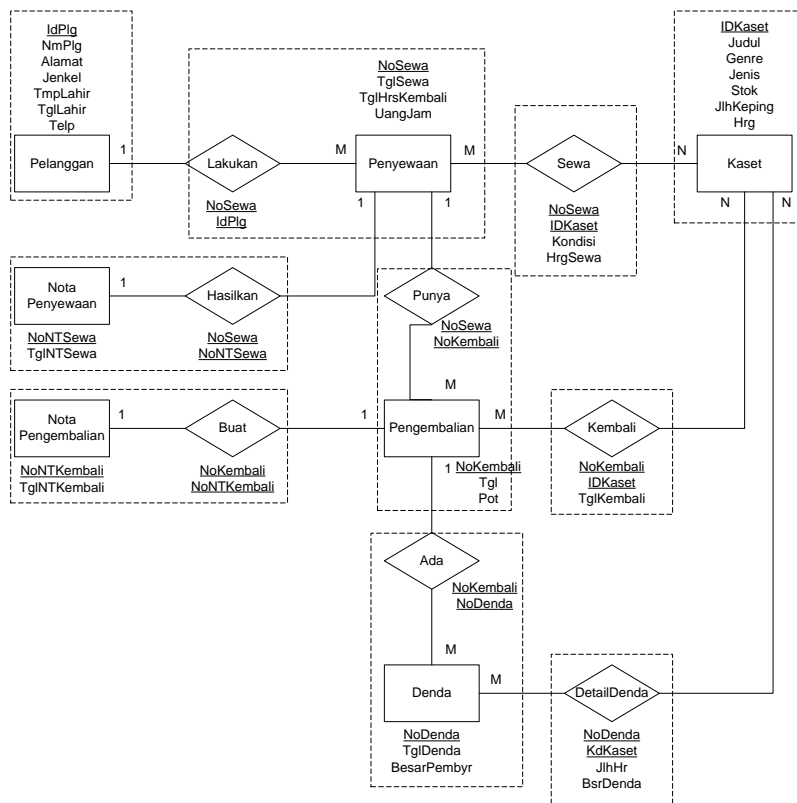 IdPlg
NmPlg
Alamat
Jenkel
TmpLahir
TglLahir
Telp
Pelanggan
1
Lakukan
NoSewa
IdPlg
M
NoSewa
TglSewa
TglHrsKembali
UangJam
Penyewaan
M
1
1
Sewa
NoSewa
IDKaset
Kondisi
HrgSewa
N
IDKaset
Judul
Genre
Jenis
Stok
JlhKeping
Hrg
Kaset
N
N
Nota
Penyewaan
NoNTSewa
TglNTSewa
1
Hasilkan
NoSewa
NoNTSewa
Punya
NoSewa
NoKembali
M
Nota
Pengembalian
NoNTKembali
TglNTKembali
1
Buat
NoKembali
NoNTKembali
1
Pengembalian
M
1
NoKembali
Tgl
Pot
Kembali
NoKembali
IDKaset
TglKembali
Ada
NoKembali
NoDenda
M
Denda
M
NoDenda
TglDenda
BesarPembyr
DetailDenda
NoDenda
KdKaset
JlhHr
BsrDenda